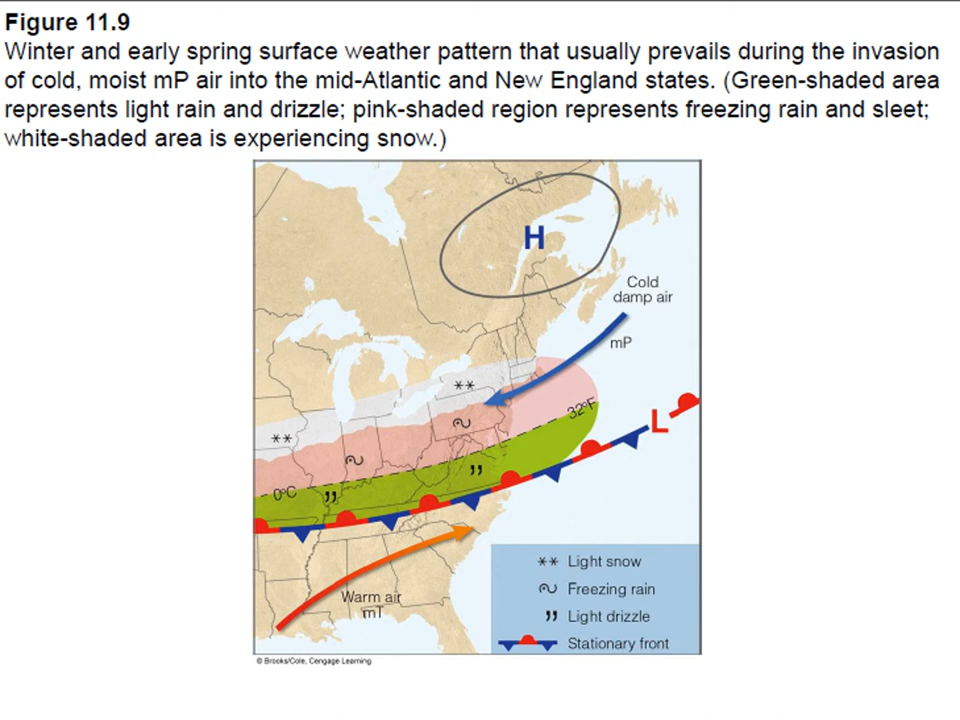 Figure 11.9
Winter and early spring surface weather pattern that usually prevails during the invasion
of cold, moist mP air into the mid-Atlantic and New England states. (Green-shaded area
represents light rain and drizzle; pink-shaded region represents freezing rain and sleet;
white-shaded area is experiencing snow.)
H
Cold
damp air
mP
32°F
L
0°C
Warm air
mT
Light snow
Freezing rain
Light drizzle
Stationary front
© Brooks/Cole, Cengage Learning